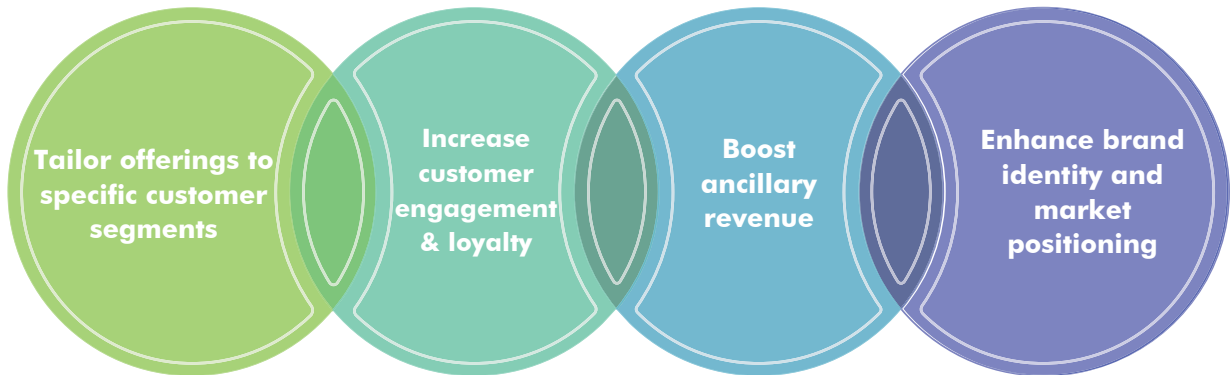 Tailor offerings to
specific customer
segments
Increase
customer
engagement
& loyalty
Boost
ancillary
revenue
Enhance brand
identity and
market
positioning